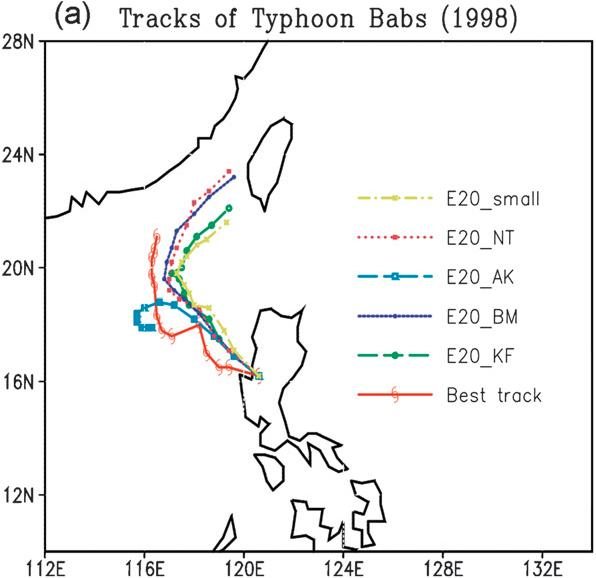 (a) Tracks of Typhoon Babs (1998)
28N
24N
20N
16N
12N
E20_small
E20_NT
E20_AK
E20_BM
E20_KF
Best track
112E 116E 120E 124E 128E 132E